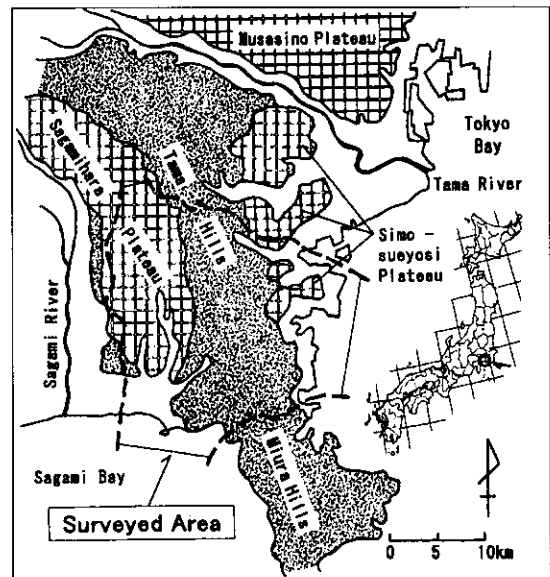 Musasino Plateau
Tokyo
Bay
Tama River
Sagamihara
Plateau
Tama
Hills
Simo-
sueyosi
Plateau
Sagami River
Sagami Bay
Miura Hills
Surveyed Area
0 5 10km